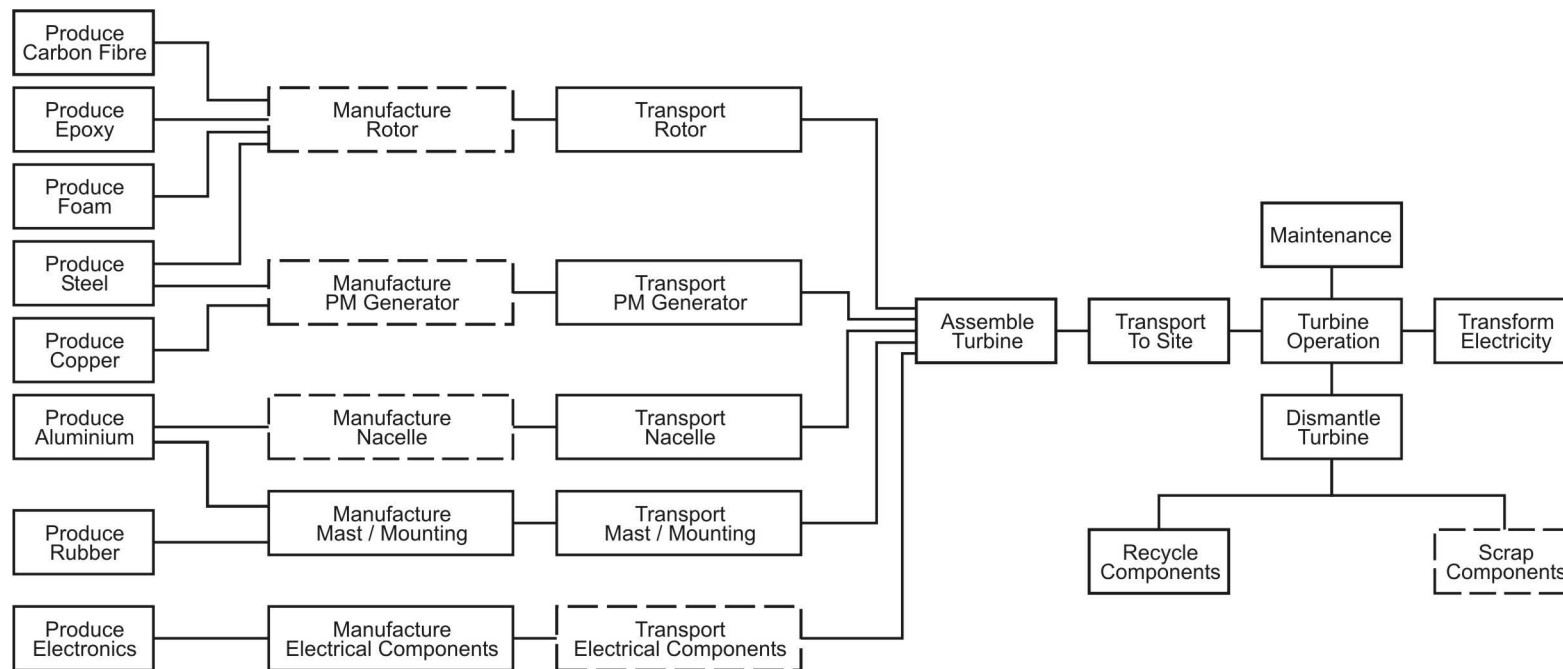 Produce
Carbon Fibre
Produce
Epoxy
Produce
Foam
Produce
Steel
Produce
Copper
Produce
Aluminium
Produce
Rubber
Produce
Electronics
Manufacture
Rotor
Manufacture
PM Generator
Manufacture
Nacelle
Manufacture
Mast / Mounting
Manufacture
Electrical Components
Transport
Rotor
Transport
PM Generator
Transport
Nacelle
Transport
Mast / Mounting
Transport
Electrical Components
Assemble
Turbine
Transport
To Site
Maintenance
Turbine
Operation
Dismantle
Turbine
Transform
Electricity
Recycle
Components
Scrap
Components